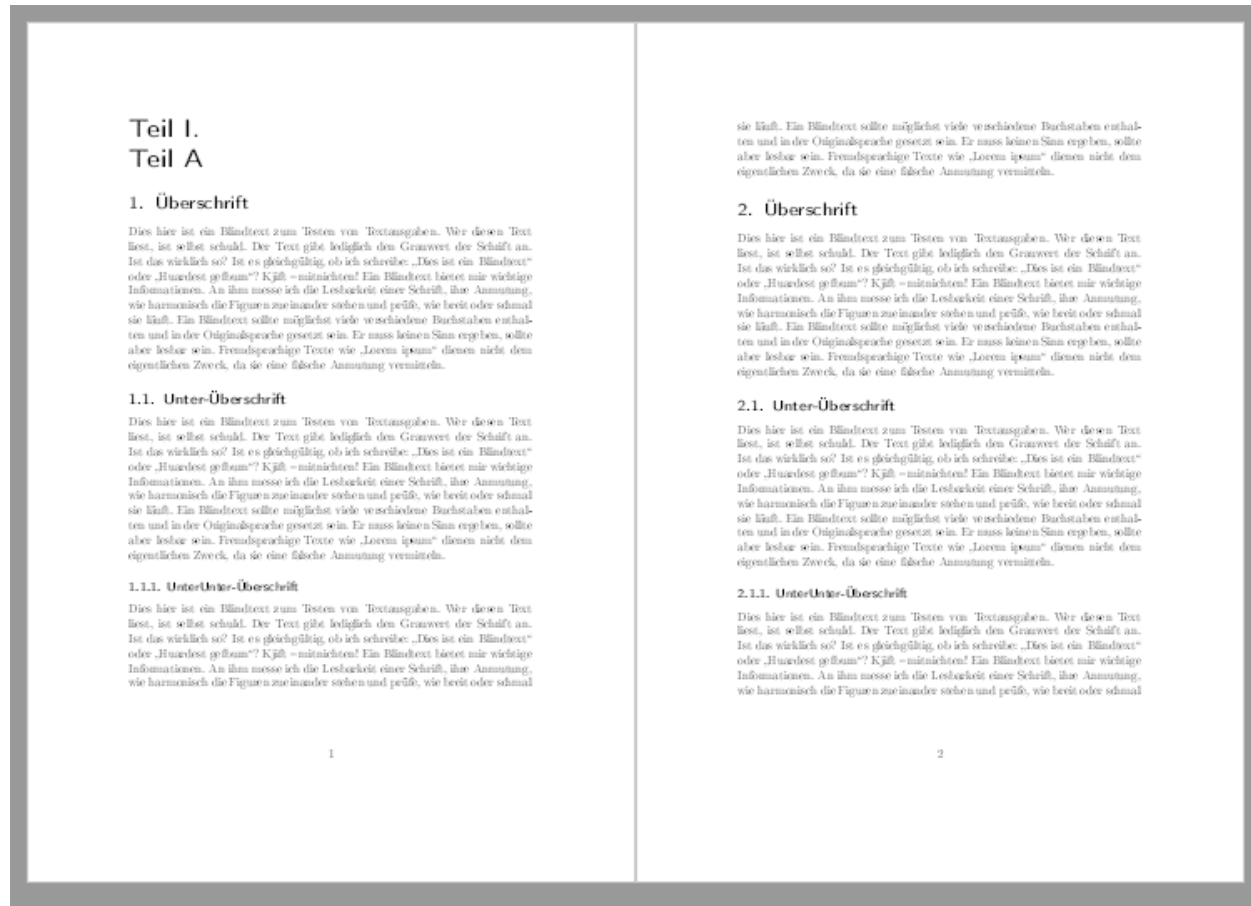 Teil I.
Teil A
1. Überschrift
Dies hier ist ein Blindtext zum Testen von Textausgaben. Wer diesen Text
liest, ist selbst schuld. Der Text gibt lediglich den Grauwert der Schrift an.
Ist das wirklich so? Ist es gleichgültig, ob ich schreibe: „Dies ist ein Blindtext“
oder „Huardest gefburn“? Kjift – mitnichten! Ein Blindtext bietet mir wichtige
Informationen. An ihm messe ich die Lesbarkeit einer Schrift, ihre Anmutung,
wie harmonisch die Figuren zueinander stehen und prüfe, wie breit oder schmal
sie läuft. Ein Blindtext sollte möglichst viele verschiedene Buchstaben enthal-
ten und in der Originalsprache gesetzt sein. Er muss keinen Sinn ergeben, sollte
aber lesbar sein. Fremdsprachige Texte wie „Lorem ipsum“ dienen nicht dem
eigentlichen Zweck, da sie eine falsche Anmutung vermitteln.
1.1. Unter-Überschrift
Dies hier ist ein Blindtext zum Testen von Textausgaben. Wer diesen Text
liest, ist selbst schuld. Der Text gibt lediglich den Grauwert der Schrift an.
Ist das wirklich so? Ist es gleichgültig, ob ich schreibe: „Dies ist ein Blindtext“
oder „Huardest gefburn“? Kjift – mitnichten! Ein Blindtext bietet mir wichtige
Informationen. An ihm messe ich die Lesbarkeit einer Schrift, ihre Anmutung,
wie harmonisch die Figuren zueinander stehen und prüfe, wie breit oder schmal
sie läuft. Ein Blindtext sollte möglichst viele verschiedene Buchstaben enthal-
ten und in der Originalsprache gesetzt sein. Er muss keinen Sinn ergeben, sollte
aber lesbar sein. Fremdsprachige Texte wie „Lorem ipsum“ dienen nicht dem
eigentlichen Zweck, da sie eine falsche Anmutung vermitteln.
1.1.1. UnterUnter-Überschrift
Dies hier ist ein Blindtext zum Testen von Textausgaben. Wer diesen Text
liest, ist selbst schuld. Der Text gibt lediglich den Grauwert der Schrift an.
Ist das wirklich so? Ist es gleichgültig, ob ich schreibe: „Dies ist ein Blindtext“
oder „Huardest gefburn“? Kjift – mitnichten! Ein Blindtext bietet mir wichtige
Informationen. An ihm messe ich die Lesbarkeit einer Schrift, ihre Anmutung,
wie harmonisch die Figuren zueinander stehen und prüfe, wie breit oder schmal
1
sie läuft. Ein Blindtext sollte möglichst viele verschiedene Buchstaben enthal-
ten und in der Originalsprache gesetzt sein. Er muss keinen Sinn ergeben, sollte
aber lesbar sein. Fremdsprachige Texte wie „Lorem ipsum“ dienen nicht dem
eigentlichen Zweck, da sie eine falsche Anmutung vermitteln.
2. Überschrift
Dies hier ist ein Blindtext zum Testen von Textausgaben. Wer diesen Text
liest, ist selbst schuld. Der Text gibt lediglich den Grauwert der Schrift an.
Ist das wirklich so? Ist es gleichgültig, ob ich schreibe: „Dies ist ein Blindtext“
oder „Huardest gefburn“? Kjift – mitnichten! Ein Blindtext bietet mir wichtige
Informationen. An ihm messe ich die Lesbarkeit einer Schrift, ihre Anmutung,
wie harmonisch die Figuren zueinander stehen und prüfe, wie breit oder schmal
sie läuft. Ein Blindtext sollte möglichst viele verschiedene Buchstaben enthal-
ten und in der Originalsprache gesetzt sein. Er muss keinen Sinn ergeben, sollte
aber lesbar sein. Fremdsprachige Texte wie „Lorem ipsum“ dienen nicht dem
eigentlichen Zweck, da sie eine falsche Anmutung vermitteln.
2.1. Unter-Überschrift
Dies hier ist ein Blindtext zum Testen von Textausgaben. Wer diesen Text
liest, ist selbst schuld. Der Text gibt lediglich den Grauwert der Schrift an.
Ist das wirklich so? Ist es gleichgültig, ob ich schreibe: „Dies ist ein Blindtext“
oder „Huardest gefburn“? Kjift – mitnichten! Ein Blindtext bietet mir wichtige
Informationen. An ihm messe ich die Lesbarkeit einer Schrift, ihre Anmutung,
wie harmonisch die Figuren zueinander stehen und prüfe, wie breit oder schmal
sie läuft. Ein Blindtext sollte möglichst viele verschiedene Buchstaben enthal-
ten und in der Originalsprache gesetzt sein. Er muss keinen Sinn ergeben, sollte
aber lesbar sein. Fremdsprachige Texte wie „Lorem ipsum“ dienen nicht dem
eigentlichen Zweck, da sie eine falsche Anmutung vermitteln.
2.1.1. UnterUnter-Überschrift
Dies hier ist ein Blindtext zum Testen von Textausgaben. Wer diesen Text
liest, ist selbst schuld. Der Text gibt lediglich den Grauwert der Schrift an.
Ist das wirklich so? Ist es gleichgültig, ob ich schreibe: „Dies ist ein Blindtext“
oder „Huardest gefburn“? Kjift – mitnichten! Ein Blindtext bietet mir wichtige
Informationen. An ihm messe ich die Lesbarkeit einer Schrift, ihre Anmutung,
wie harmonisch die Figuren zueinander stehen und prüfe, wie breit oder schmal
2